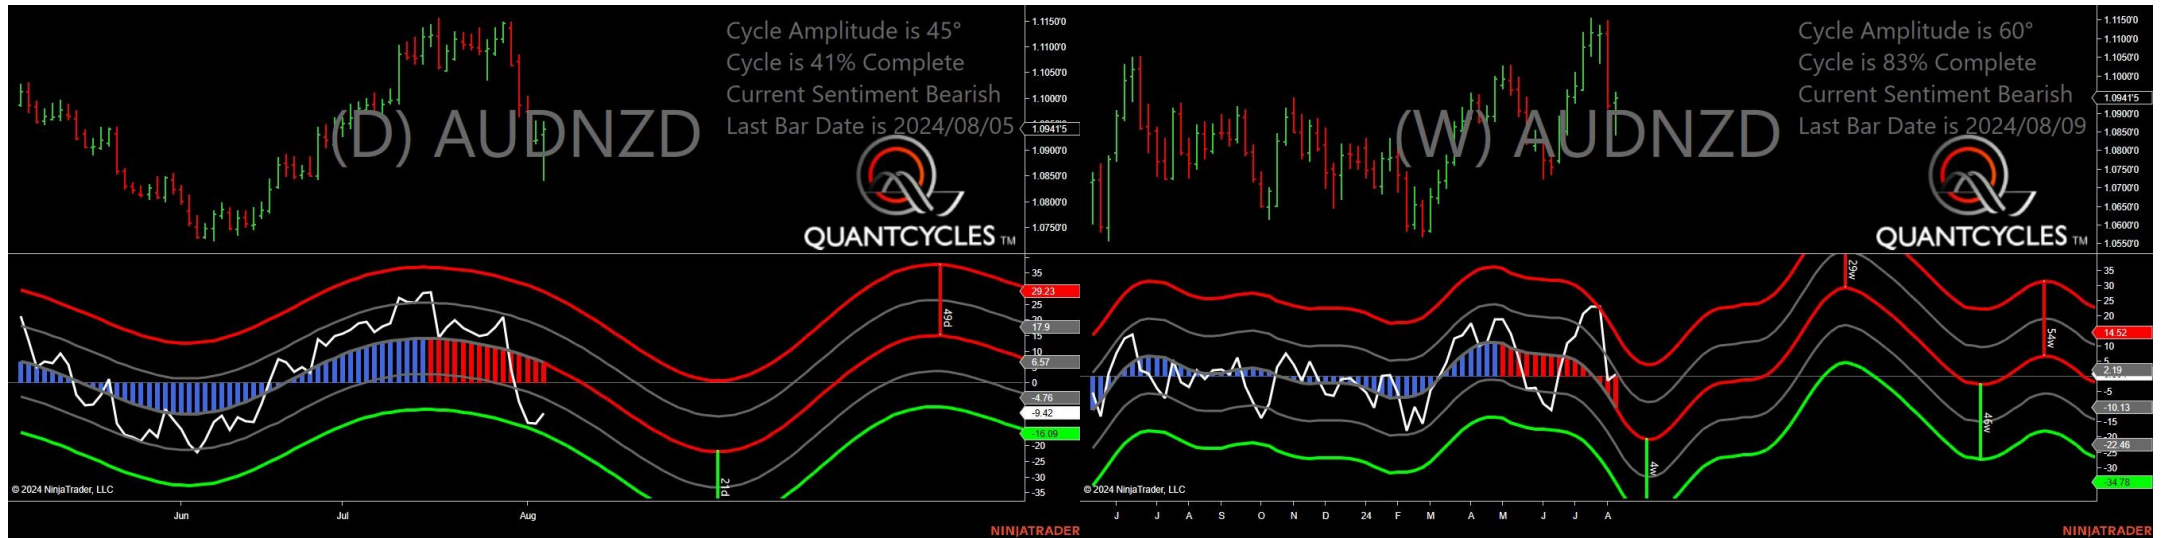 Cycle Amplitude is 45°
Cycle is 41% Complete
Current Sentiment Bearish
Last Bar Date is 2024/08/05
(D) AUDNZD
QUANTCYCLES TM
1.1150'0
1.1100'0
1.1050'0
1.1000'0
1.0941'5
1.0900'0
1.0850'0
1.0800'0
1.0750'0
35
29.23
25
20
17.9
15
10
6.57
5
0
-4.76
-9.42
-16.09
-20
-25
-30
-35
49d
21d
© 2024 NinjaTrader, LLC
Jun
Jul
Aug
NINJATRADER
Cycle Amplitude is 60°
Cycle is 83% Complete
Current Sentiment Bearish
Last Bar Date is 2024/08/09
(W) AUDNZD
QUANTCYCLES TM
1.1150'0
1.1100'0
1.1050'0
1.1000'0
1.0941'5
1.0900'0
1.0850'0
1.0800'0
1.0750'0
1.0700'0
1.0650'0
1.0600'0
1.0550'0
35
30
25
20
14.52
10
5
2.19
-5
-10.13
-15
-20
-22.46
-25
-30
-34.78
29w
54w
46w
4w
© 2024 NinjaTrader, LLC
J J A S O N D 24 F M A M J J A
NINJATRADER